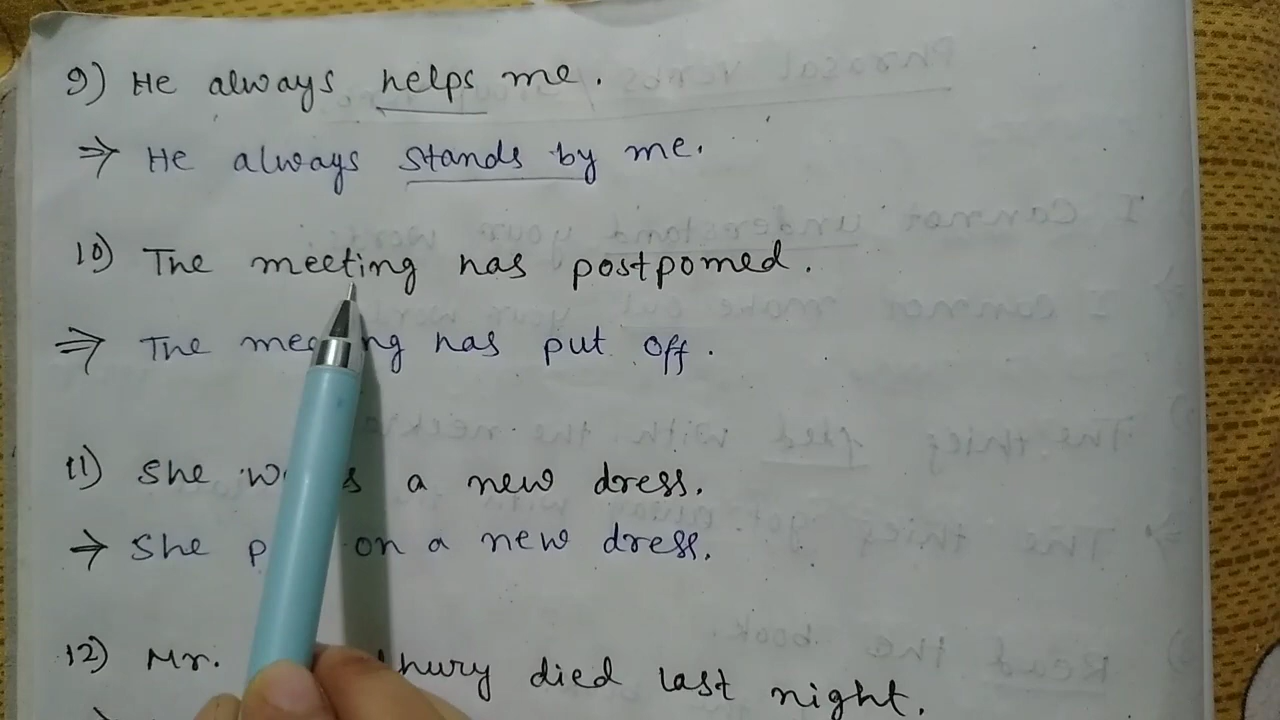 9) He always helps me.
⇒ He always stands by me.
10) The meeting has postpomed.
⇒ The has put off.
11) She a new dress.
→ She on a new dress.
12) Mr. died last night.